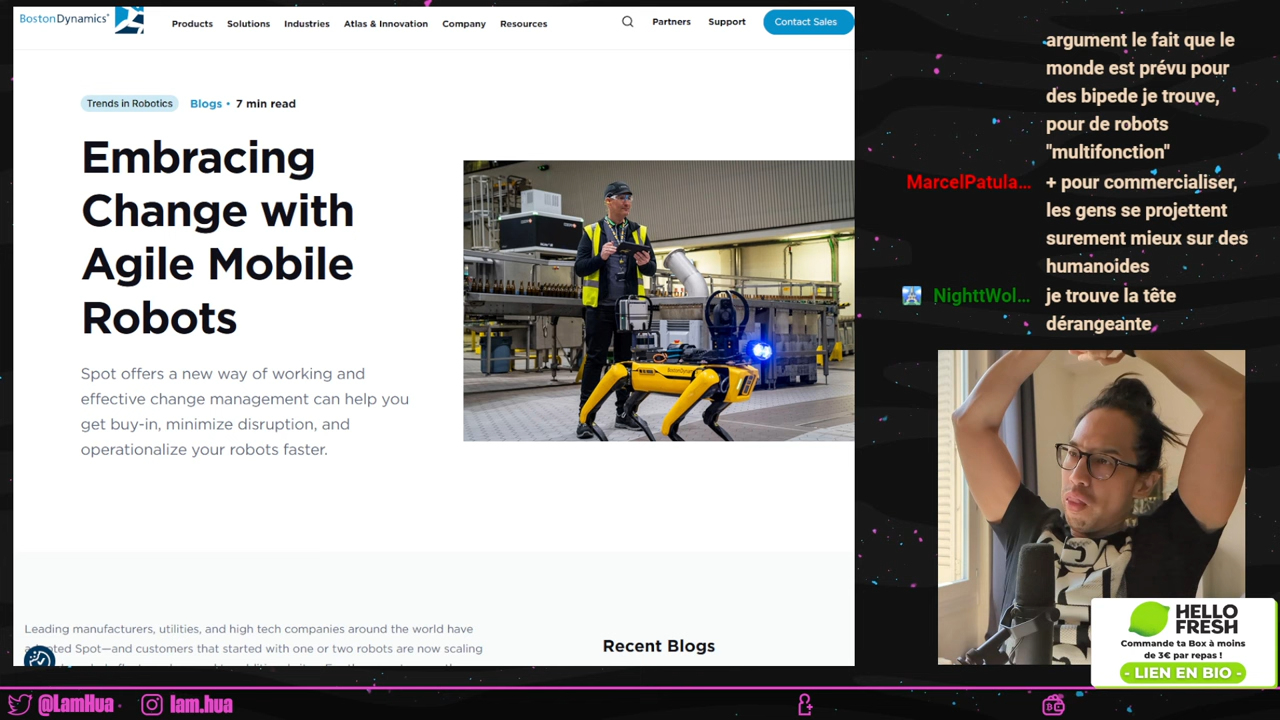 BostonDynamics
Products Solutions Industries Atlas & Innovation Company Resources
Partners Support Contact Sales
Trends in Robotics Blogs • 7 min read
Embracing
Change with
Agile Mobile
Robots
Spot offers a new way of working and
effective change management can help you
get buy-in, minimize disruption, and
operationalize your robots faster.
BostonDynamics
Leading manufacturers, utilities, and high tech companies around the world have
Spot—and customers that started with one or two robots are now scaling
Recent Blogs
argument le fait que le
monde est prévu pour
des bipede je trouve,
pour de robots
"multifonction"
MarcelPatula... + pour commercialiser,
les gens se projettent
surement mieux sur des
humanoides
NighttWol... je trouve la tête
dérangeante
HELLO
FRESH
Commande ta Box à moins
de 3€ par repas !
- LIEN EN BIO -
@LamHua lam.hua